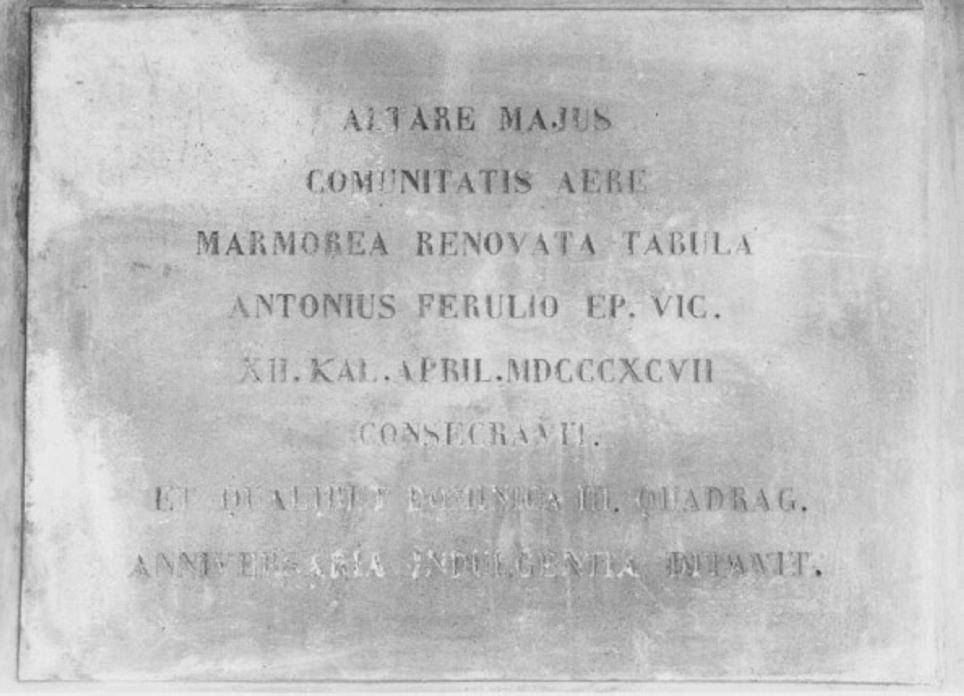 ALTARE MAJUS
COMUNITATIS AERE
MARMOREA RENOVATA TABULA
ANTONIUS FERULIO EP. VIC.
XII. KAL. APRIL. MDCCCXCVII
CONSECRAVIT.
ET QUALIBET DOMINICA III. QUADRAG.
ANNIVERSARIA INDULGENTIA DITAVIT.